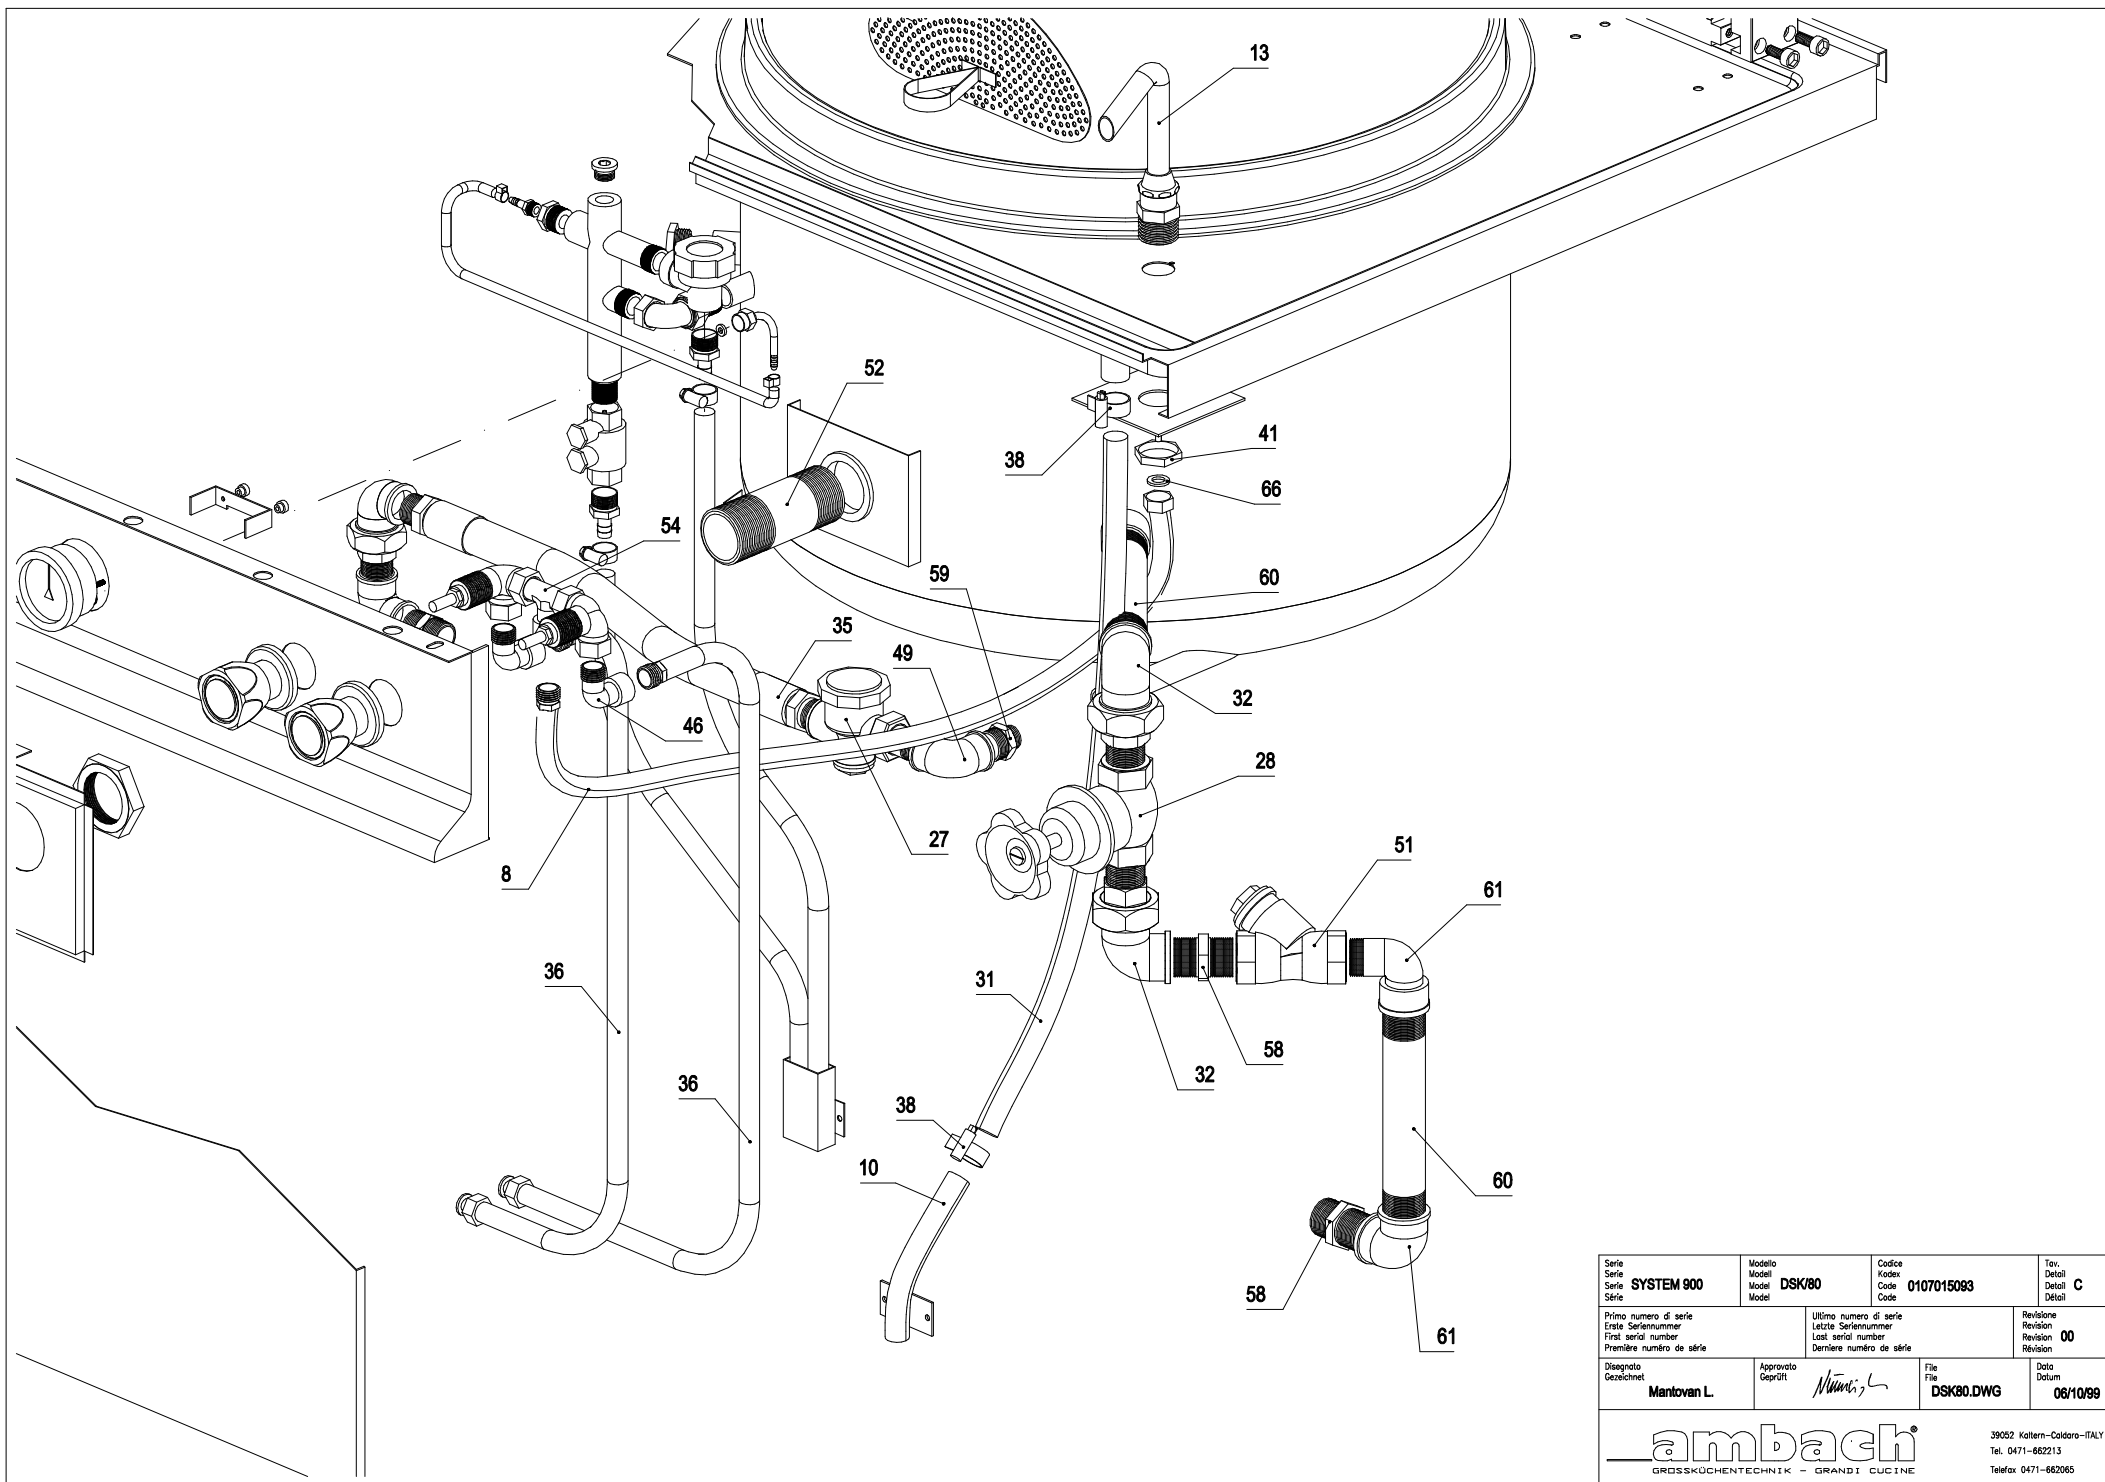 13
52
38
41
66
54
59
60
35
49
32
46
28
27
8
51
61
36
31
58
32
36
38
10
60
58
61
Serie
Serie
Serie SYSTEM 900
Série
Modello
Modell
Model DSK/80
Model
Codice
Kodex
Code 0107015093
Code
Tav.
Detail
Detail C
Détail
Primo numero di serie
Erste Seriennummer
First serial number
Première numéro de série
Ultimo numero di serie
Letzte Seriennummer
Last serial number
Derniere numéro de série
Revisione
Revision
Revision 00
Révision
Disegnato
Gezeichnet
Mantovan L.
Approvato
Geprüft
File
File
DSK80.DWG
Data
Datum
06/10/99
ambach®
GROSSKÜCHENTECHNIK - GRANDI CUCINE
39052 Kaltern-Caldaro-ITALY
Tel. 0471-662213
Telefax 0471-662065